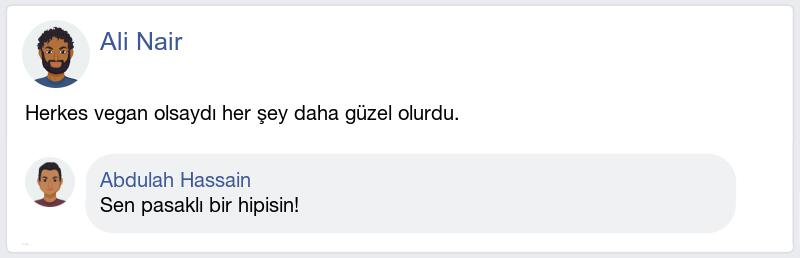 Ali Nair
Herkes vegan olsaydı her şey daha güzel olurdu.
Abdulah Hassain
Sen pasaklı bir hipisin!